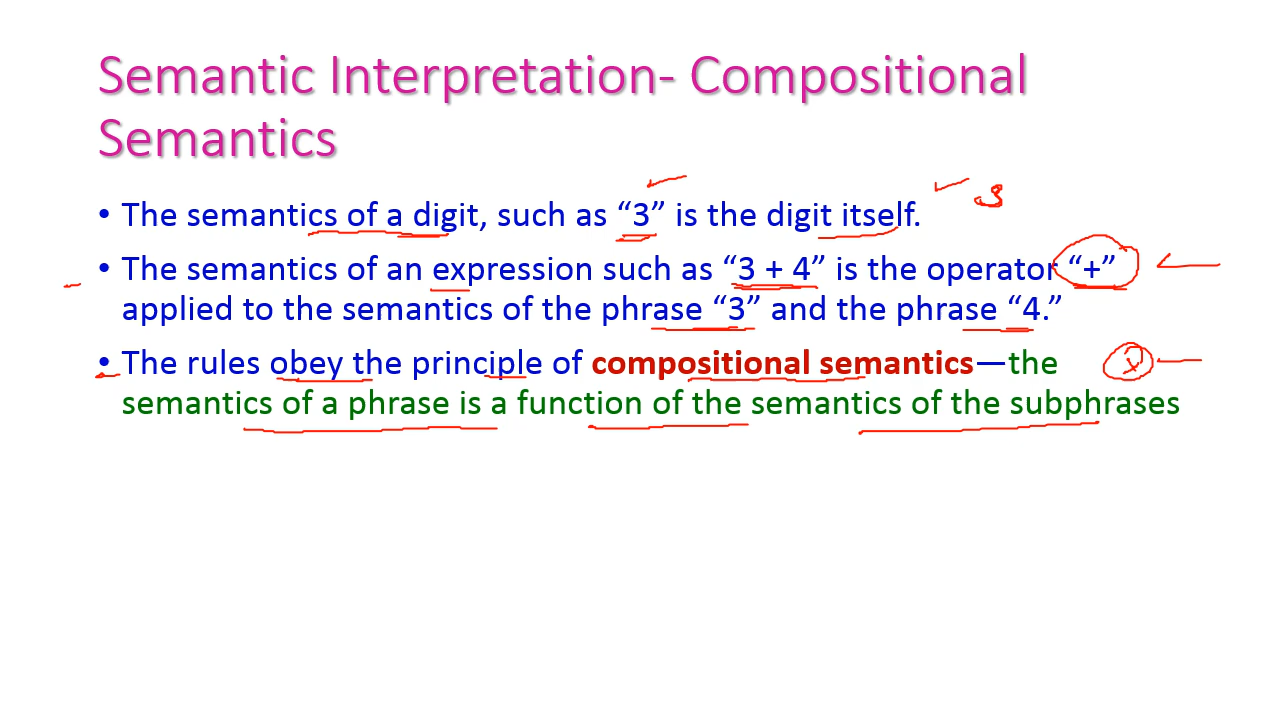 Semantic Interpretation- Compositional
Semantics
• The semantics of a digit, such as “3” is the digit itself. 3
• The semantics of an expression such as “3 + 4” is the operator “+”
applied to the semantics of the phrase “3” and the phrase “4.”
• The rules obey the principle of compositional semantics—the
semantics of a phrase is a function of the semantics of the subphrases